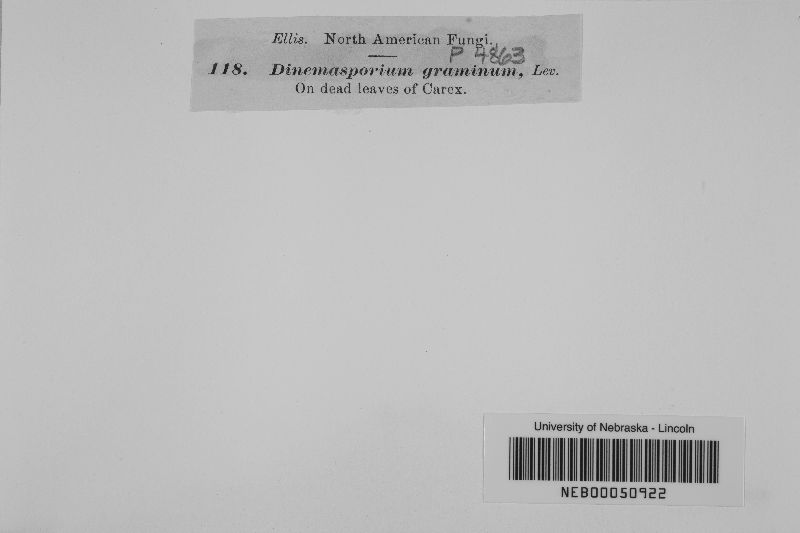 Ellis. North American Fungi.
P 4863
118. Dinemasporium graminum, Lev.
On dead leaves of Carex.
University of Nebraska - Lincoln
NEB00050922